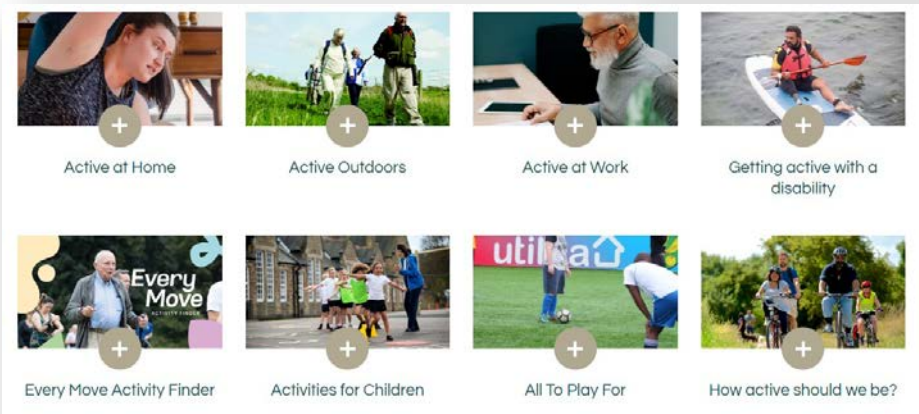 Active at Home
Active Outdoors
Active at Work
Getting active with a
disability
Every
Move
ACTIVITY FINDER
utilita
Every Move Activity Finder
Activities for Children
All To Play For
How active should we be?